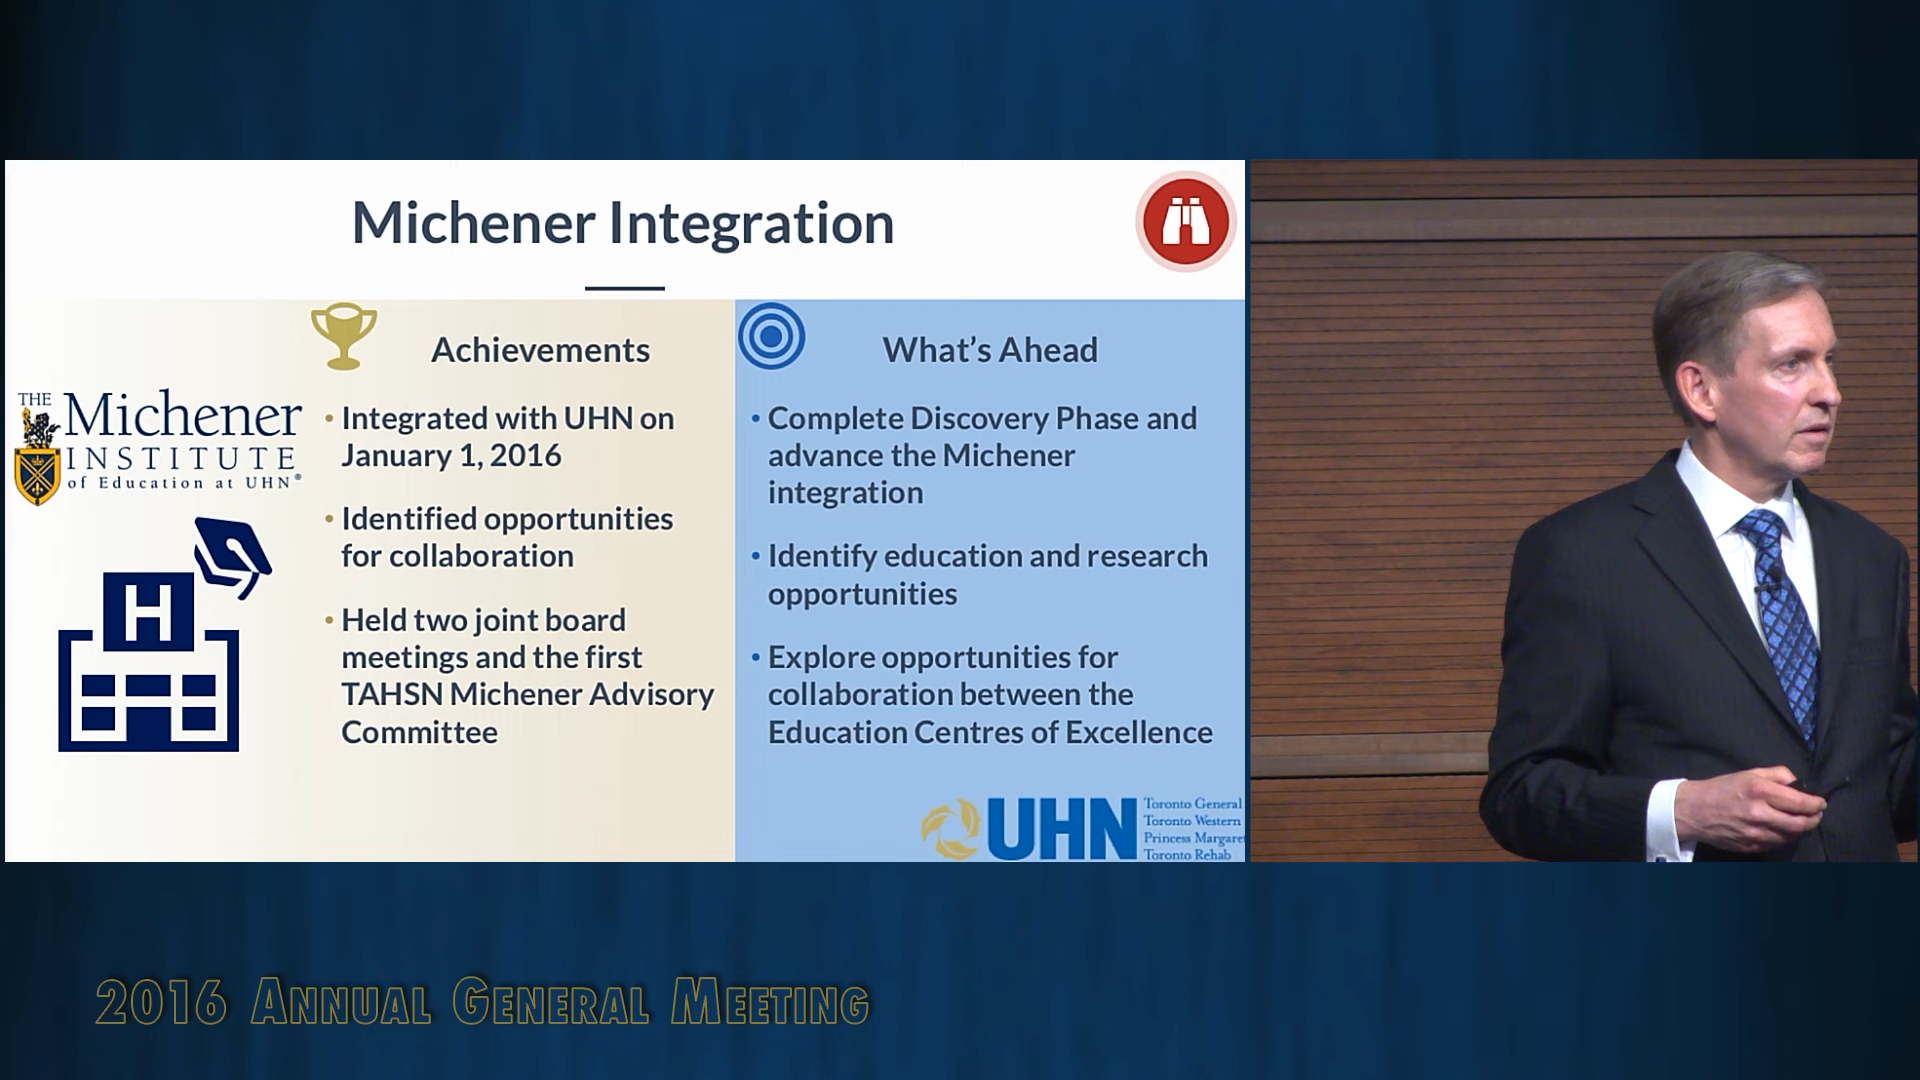 Michener Integration
Achievements
THE
Michener
INSTITUTE
of Education at UHN®
H
• Integrated with UHN on
January 1, 2016
• Identified opportunities
for collaboration
• Held two joint board
meetings and the first
TAHSN Michener Advisory
Committee
What's Ahead
• Complete Discovery Phase and
advance the Michener
integration
• Identify education and research
opportunities
• Explore opportunities for
collaboration between the
Education Centres of Excellence
UHN
Toronto General
Toronto Western
Princess Margare
Toronto Rehab
2016 ANNUAL GENERAL MEETING